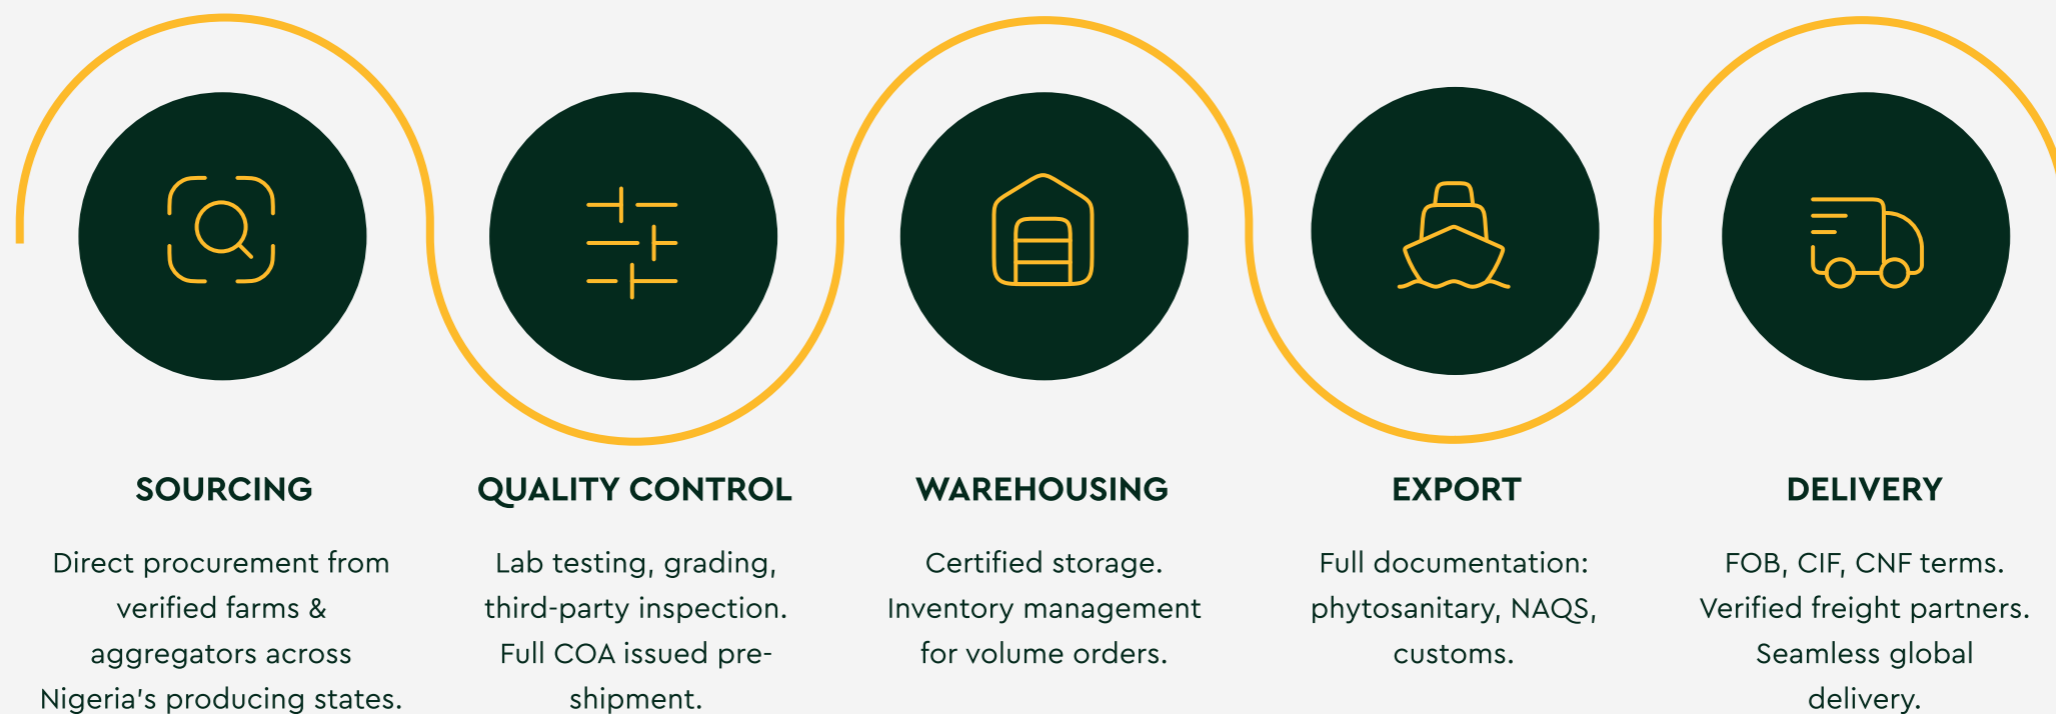 SOURCING
Direct procurement from
verified farms &
aggregators across
Nigeria's producing states.
QUALITY CONTROL
Lab testing, grading,
third-party inspection.
Full COA issued pre-
shipment.
WAREHOUSING
Certified storage.
Inventory management
for volume orders.
EXPORT
Full documentation:
phytosanitary, NAQS,
customs.
DELIVERY
FOB, CIF, CNF terms.
Verified freight partners.
Seamless global
delivery.